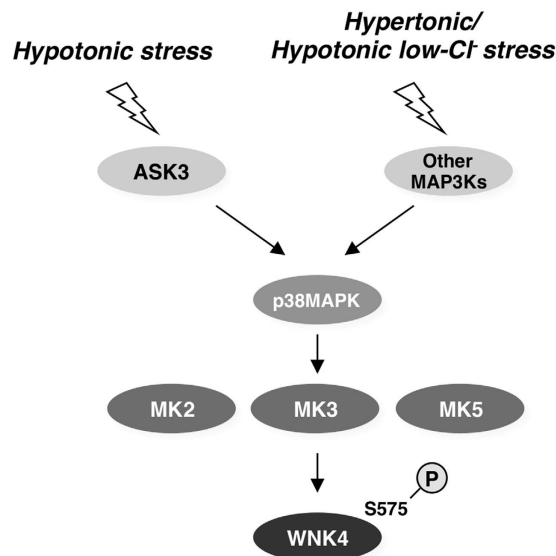 Hypotonic stress
Hypertonic/
Hypotonic low-Cl⁻ stress
ASK3
Other
MAP3Ks
p38MAPK
MK2
MK3
MK5
P
S575
WNK4